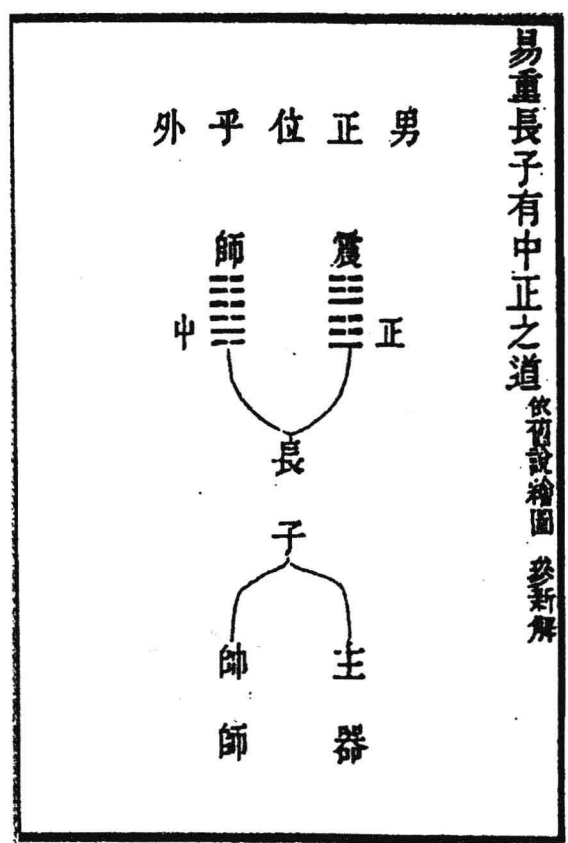 易重長子有中正之道 依舊說繪圖 參新解
男正位乎外
震
正
師
中
長子
主器
帥師